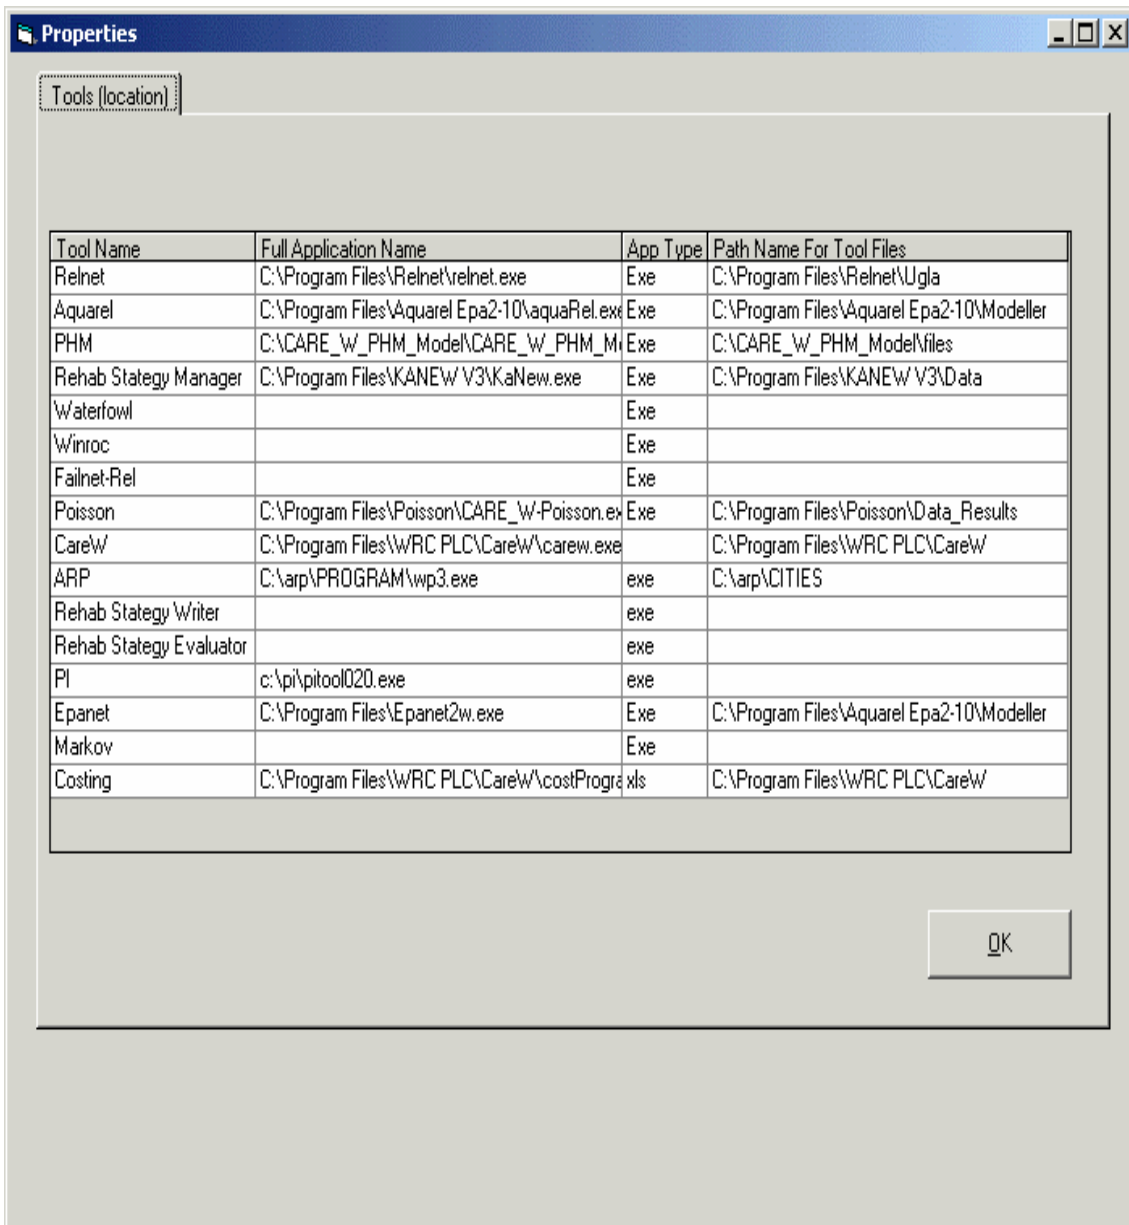 Properties
Tools (location)
Tool Name Full Application Name App Type Path Name For Tool Files
Relnet C:\Program Files\Relnet\relnet.exe Exe C:\Program Files\Relnet\Ugla
Aquarel C:\Program Files\Aquarel Epa2-10\aquaRel.exe Exe C:\Program Files\Aquarel Epa2-10\Modeller
PHM C:\CARE_W_PHM_Model\CARE_W_PHM_Mo Exe C:\CARE_W_PHM_Model\files
Rehab Stategy Manager C:\Program Files\KANEW V3\KaNew.exe Exe C:\Program Files\KANEW V3\Data
Waterfowl Exe
Winroc Exe
Failnet-Rel Exe
Poisson C:\Program Files\Poisson\CARE_W-Poisson.ex Exe C:\Program Files\Poisson\Data_Results
CareW C:\Program Files\WRC PLC\CareW\carew.exe C:\Program Files\WRC PLC\CareW
ARP C:\arp\PROGRAM\wp3.exe exe C:\arp\CITIES
Rehab Stategy Writer exe
Rehab Stategy Evaluator exe
PI c:\pi\pitool020.exe exe
Epanet C:\Program Files\Epanet2w.exe Exe C:\Program Files\Aquarel Epa2-10\Modeller
Markov Exe
Costing C:\Program Files\WRC PLC\CareW\costProgra xls C:\Program Files\WRC PLC\CareW
OK